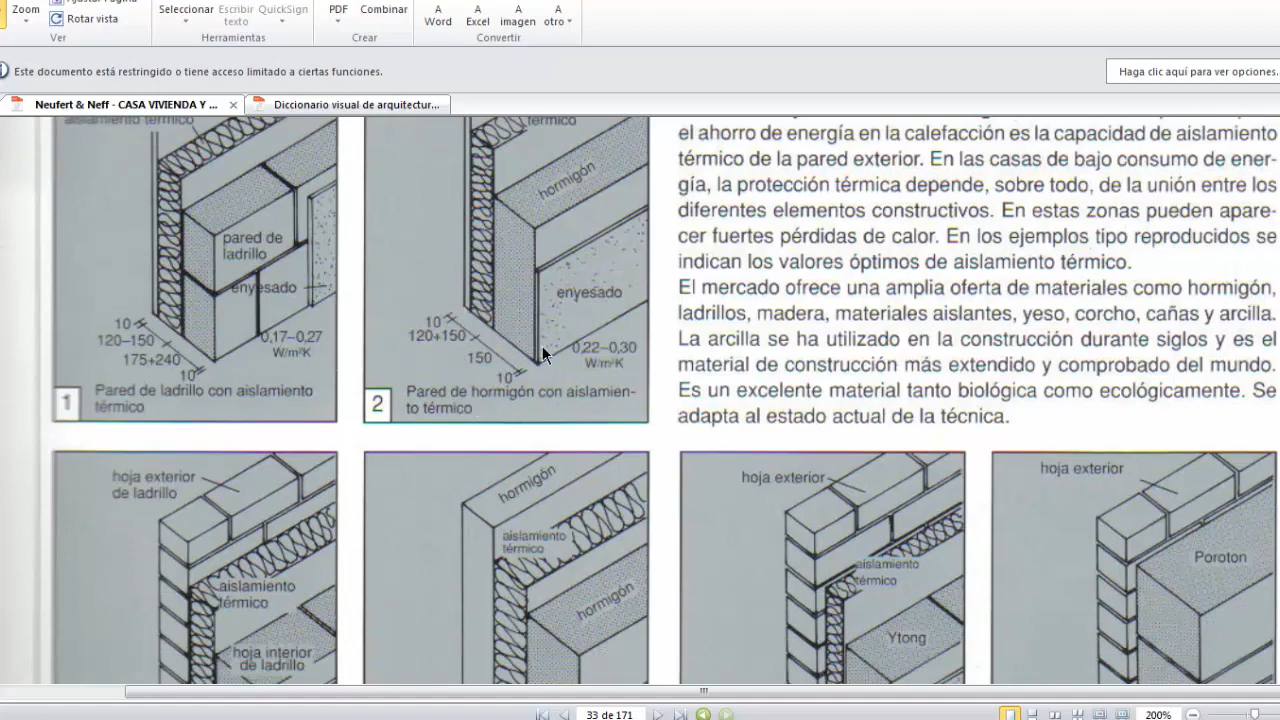 Zoom
Rotar vista
Ver
Seleccionar
Escribir
texto
QuickSign
Herramientas
PDF
Combinar
Crear
A
Word
A
Excel
A
imagen
A
otro
Convertir
Este documento está restringido o tiene acceso limitado a ciertas funciones.
Haga clic aquí para ver opciones.
Neufert & Neff - CASA VIVIENDA Y ...
Diccionario visual de arquitectur...
aislamiento térmico
pared de
ladrillo
enyesado
10
120–150
175+240
10
0,17–0,27
W/m²K
1
Pared de ladrillo con aislamiento
térmico
térmico
hormigón
enyesado
10
120+150
150
10
0,22–0,30
W/m²K
2
Pared de hormigón con aislamien-
to térmico
el ahorro de energía en la calefacción es la capacidad de aislamiento
térmico de la pared exterior. En las casas de bajo consumo de ener-
gía, la protección térmica depende, sobre todo, de la unión entre los
diferentes elementos constructivos. En estas zonas pueden apare-
cer fuertes pérdidas de calor. En los ejemplos tipo reproducidos se
indican los valores óptimos de aislamiento térmico.
El mercado ofrece una amplia oferta de materiales como hormigón,
ladrillos, madera, materiales aislantes, yeso, corcho, cañas y arcilla.
La arcilla se ha utilizado en la construcción durante siglos y es el
material de construcción más extendido y comprobado del mundo.
Es un excelente material tanto biológica como ecológicamente. Se
adapta al estado actual de la técnica.
hoja exterior
de ladrillo
aislamiento
térmico
hoja interior
de ladrillo
hormigón
aislamiento
térmico
hormigón
hoja exterior
aislamiento
térmico
Ytong
hoja exterior
Poroton
33 de 171
200%